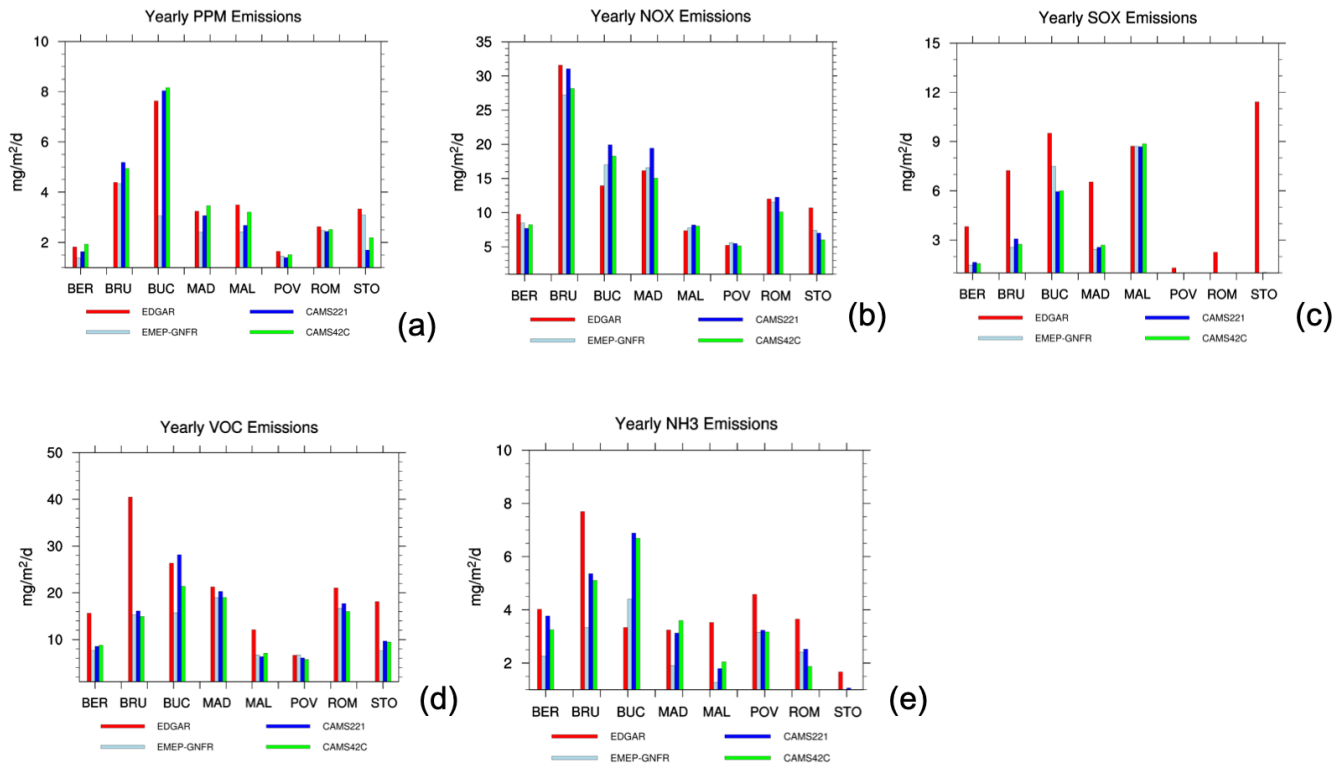 Yearly PPM Emissions
10
8
6
4
2
mg/m²/d
BER BRU BUC MAD MAL POV ROM STO
EDGAR CAMS221
EMEP-GNFR CAMS42C
(a)
Yearly NOX Emissions
35
30
25
20
15
10
5
mg/m²/d
BER BRU BUC MAD MAL POV ROM STO
EDGAR CAMS221
EMEP-GNFR CAMS42C
(b)
Yearly SOX Emissions
15
12
9
6
3
mg/m²/d
BER BRU BUC MAD MAL POV ROM STO
EDGAR CAMS221
EMEP-GNFR CAMS42C
(c)
Yearly VOC Emissions
50
40
30
20
10
mg/m²/d
BER BRU BUC MAD MAL POV ROM STO
EDGAR CAMS221
EMEP-GNFR CAMS42C
(d)
Yearly NH3 Emissions
10
8
6
4
2
mg/m²/d
BER BRU BUC MAD MAL POV ROM STO
EDGAR CAMS221
EMEP-GNFR CAMS42C
(e)